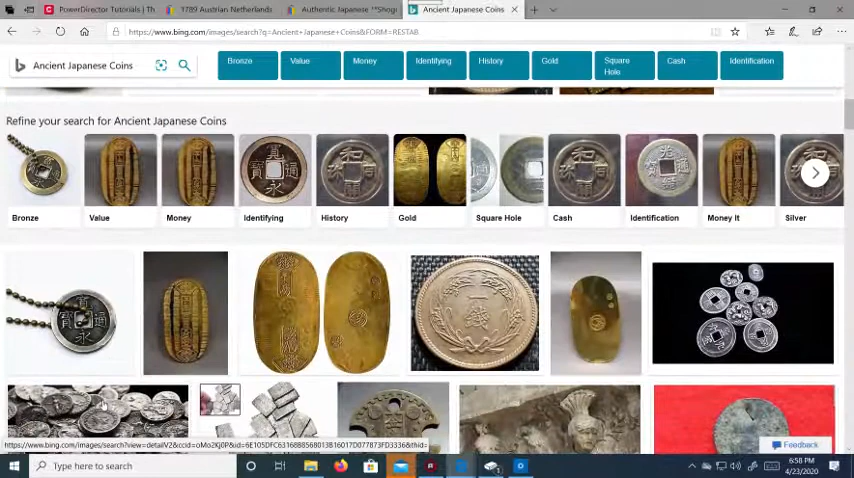 PowerDirector Tutorials | Th
1789 Austrian Netherlands
Authentic Japanese "Shog
Ancient Japanese Coins
https://www.bing.com/images/search?q=Ancient+Japanese+Coins&FORM=RESTAB
Ancient Japanese Coins
Bronze
Value
Money
Identifying
History
Gold
Square
Hole
Cash
Identification
Refine your search for Ancient Japanese Coins
Bronze
Value
Money
Identifying
History
Gold
Square Hole
Cash
Identification
Money It
Silver
一
錢
Feedback
Type here to search
6:58 PM
4/23/2020